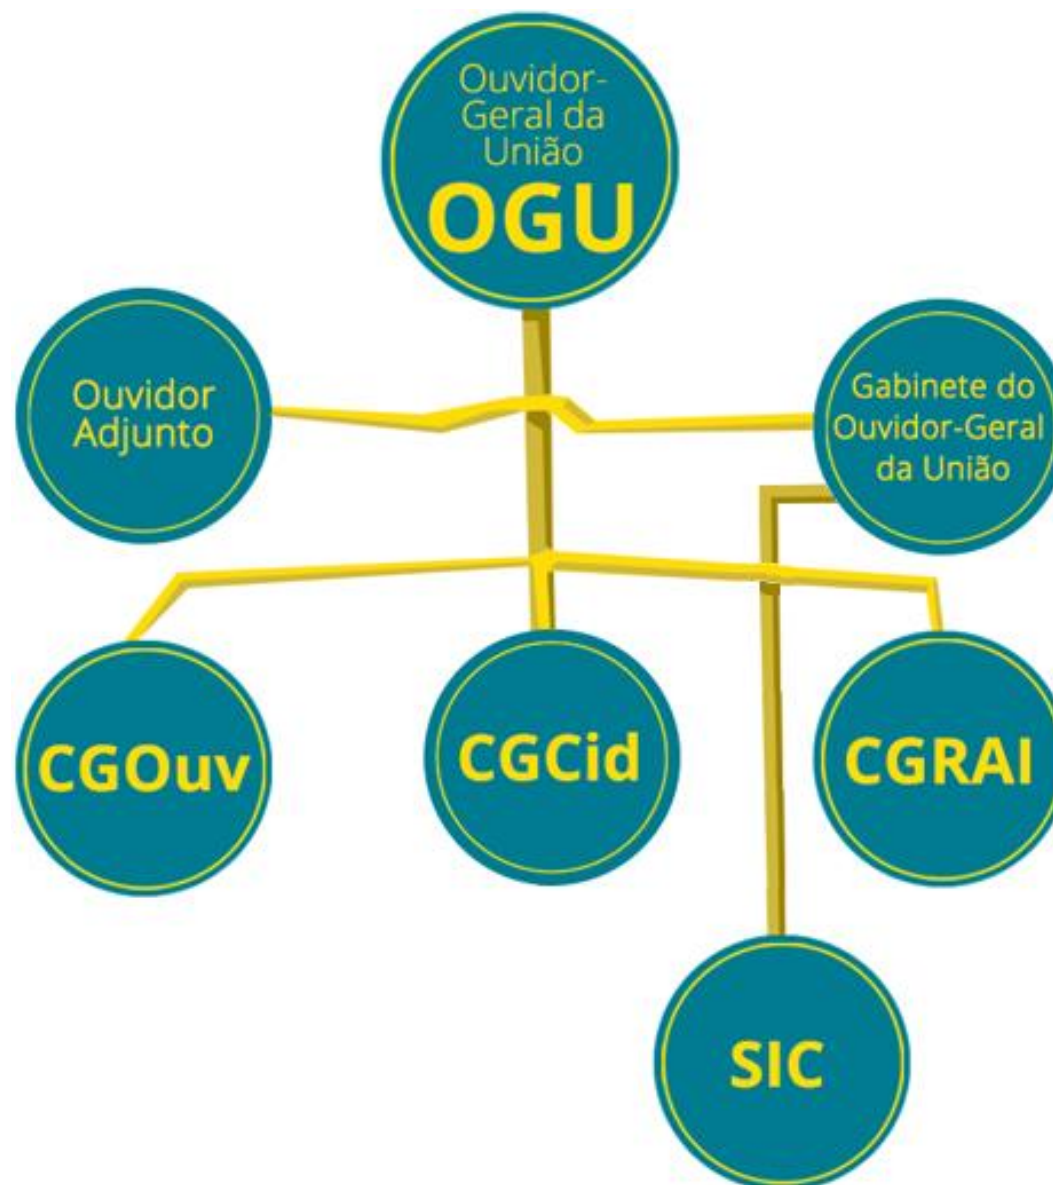 Ouvidor-
Geral da
União
OGU
Ouvidor
Adjunto
Gabinete do
Ouvidor-Geral
da União
CGOuv
CGCid
CGRAI
SIC